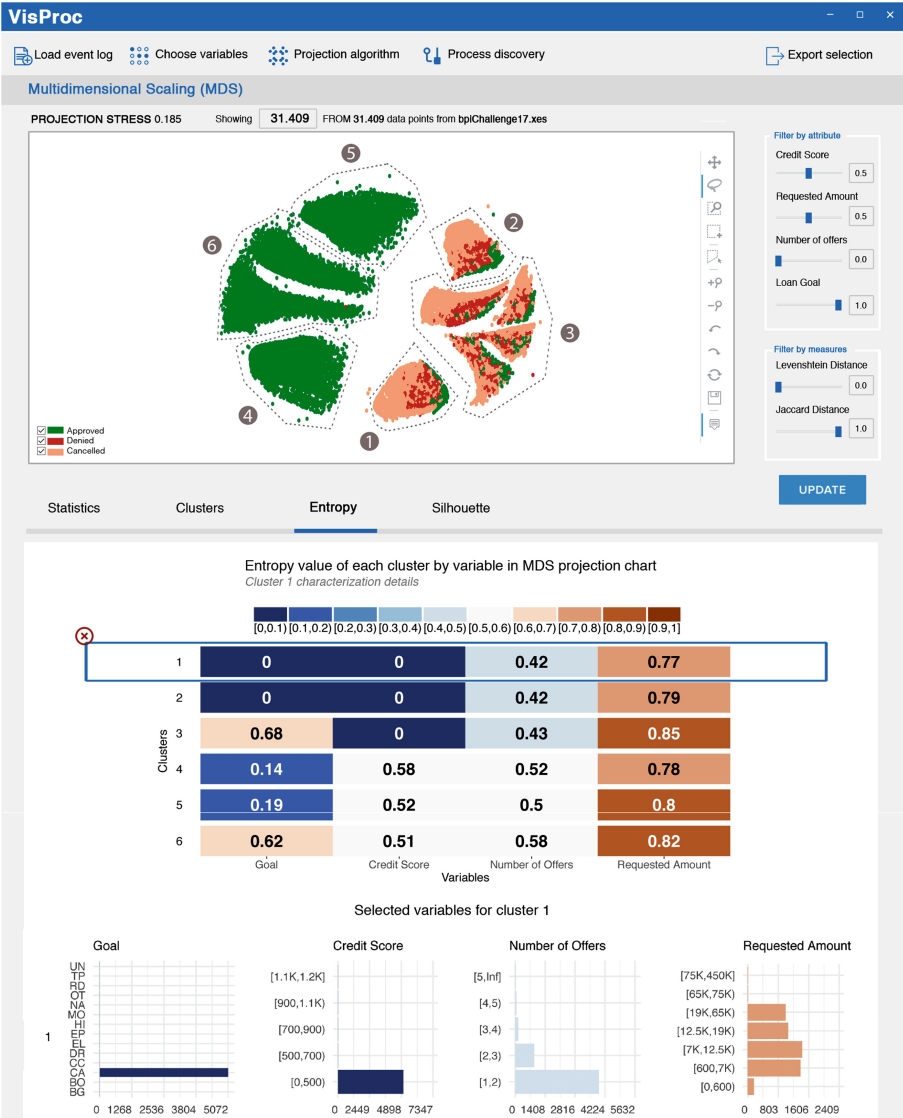 VisProc
Load event log Choose variables Projection algorithm Process discovery Export selection
Multidimensional Scaling (MDS)
PROJECTION STRESS 0.185 Showing 31.409 FROM 31.409 data points from bpIChallenge17.xes
Filter by attribute
Credit Score
0.5
Requested Amount
0.5
Number of offers
0.0
Loan Goal
1.0
Filter by measures
Levenshtein Distance
0.0
Jaccard Distance
1.0
UPDATE
5
2
6
3
4
1
Approved
Denied
Cancelled
Statistics Clusters Entropy Silhouette
Entropy value of each cluster by variable in MDS projection chart
Cluster 1 characterization details
[0,0.1) [0.1,0.2) [0.2,0.3) [0.3,0.4) [0.4,0.5) [0.5,0.6) [0.6,0.7) [0.7,0.8) [0.8,0.9) [0.9,1]
1 0 0 0.42 0.77
2 0 0 0.42 0.79
3 0.68 0 0.43 0.85
4 0.14 0.58 0.52 0.78
5 0.19 0.52 0.5 0.8
6 0.62 0.51 0.58 0.82
Clusters
Goal Credit Score Number of Offers Requested Amount
Variables
Selected variables for cluster 1
1
Goal
UN
TP
RD
OT
NA
MO
HI
EP
EL
DR
CC
CA
BO
BG
0 1268 2536 3804 5072
Credit Score
[1.1K,1.2K]
[900,1.1K)
[700,900)
[500,700)
[0,500)
0 2449 4898 7347
Number of Offers
[5,Inf]
[4,5)
[3,4)
[2,3)
[1,2)
0 1408 2816 4224 5632
Requested Amount
[75K,450K]
[65K,75K)
[19K,65K)
[12.5K,19K)
[7K,12.5K)
[600,7K)
[0,600)
0 803 1606 2409